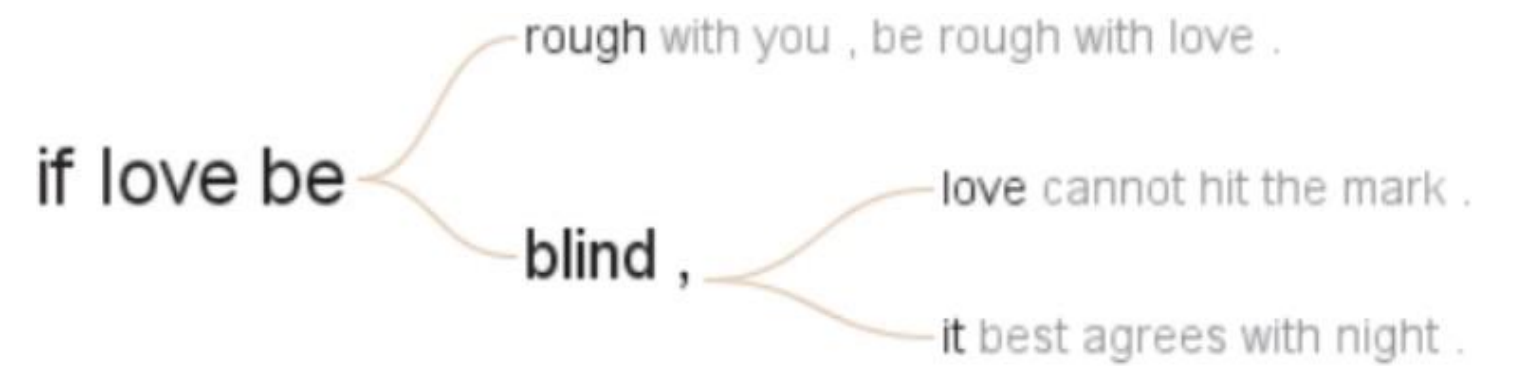 rough with you , be rough with love .
if love be
love cannot hit the mark .
blind ,
it best agrees with night .